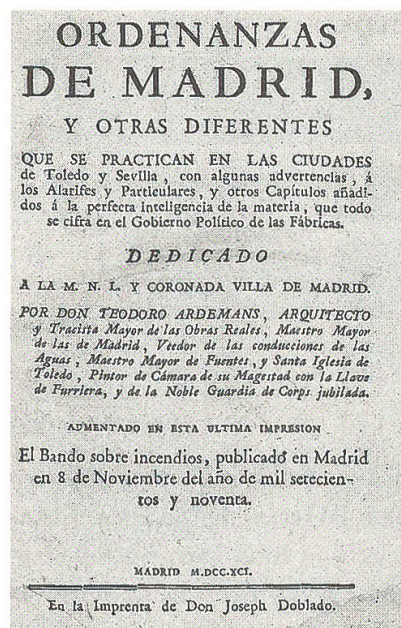 ORDENANZAS
DE MADRID,
Y OTRAS DIFERENTES
QUE SE PRACTICAN EN LAS CIUDADES
de Toledo y Sevilla, con algunas advertencias, á
los Alarifes y Particulares, y otros Capítulos añadi-
dos á la perfecta inteligencia de la materia, que todo
se cifra en el Gobierno Político de las Fábricas.
DEDICADO
A LA M. N. L. Y CORONADA VILLA DE MADRID.
POR DON TEODORO ARDEMANS, ARQUITECTO
y Tracista Mayor de las Obras Reales, Maestro Mayor
de las de Madrid, Veedor de las conducciones de las
Aguas, Maestro Mayor de Fuentes, y Santa Iglesia de
Toledo, Pintor de Cámara de su Magestad con la Llave
de Furriera, y de la Noble Guardia de Corps jubilada.
AUMENTADO EN ESTA ULTIMA IMPRESION
El Bando sobre incendios, publicado en Madrid
en 8 de Noviembre del año de mil setecien-
tos y noventa.
MADRID M.DCC.XCI.
En la Imprenta de Don Joseph Doblado.